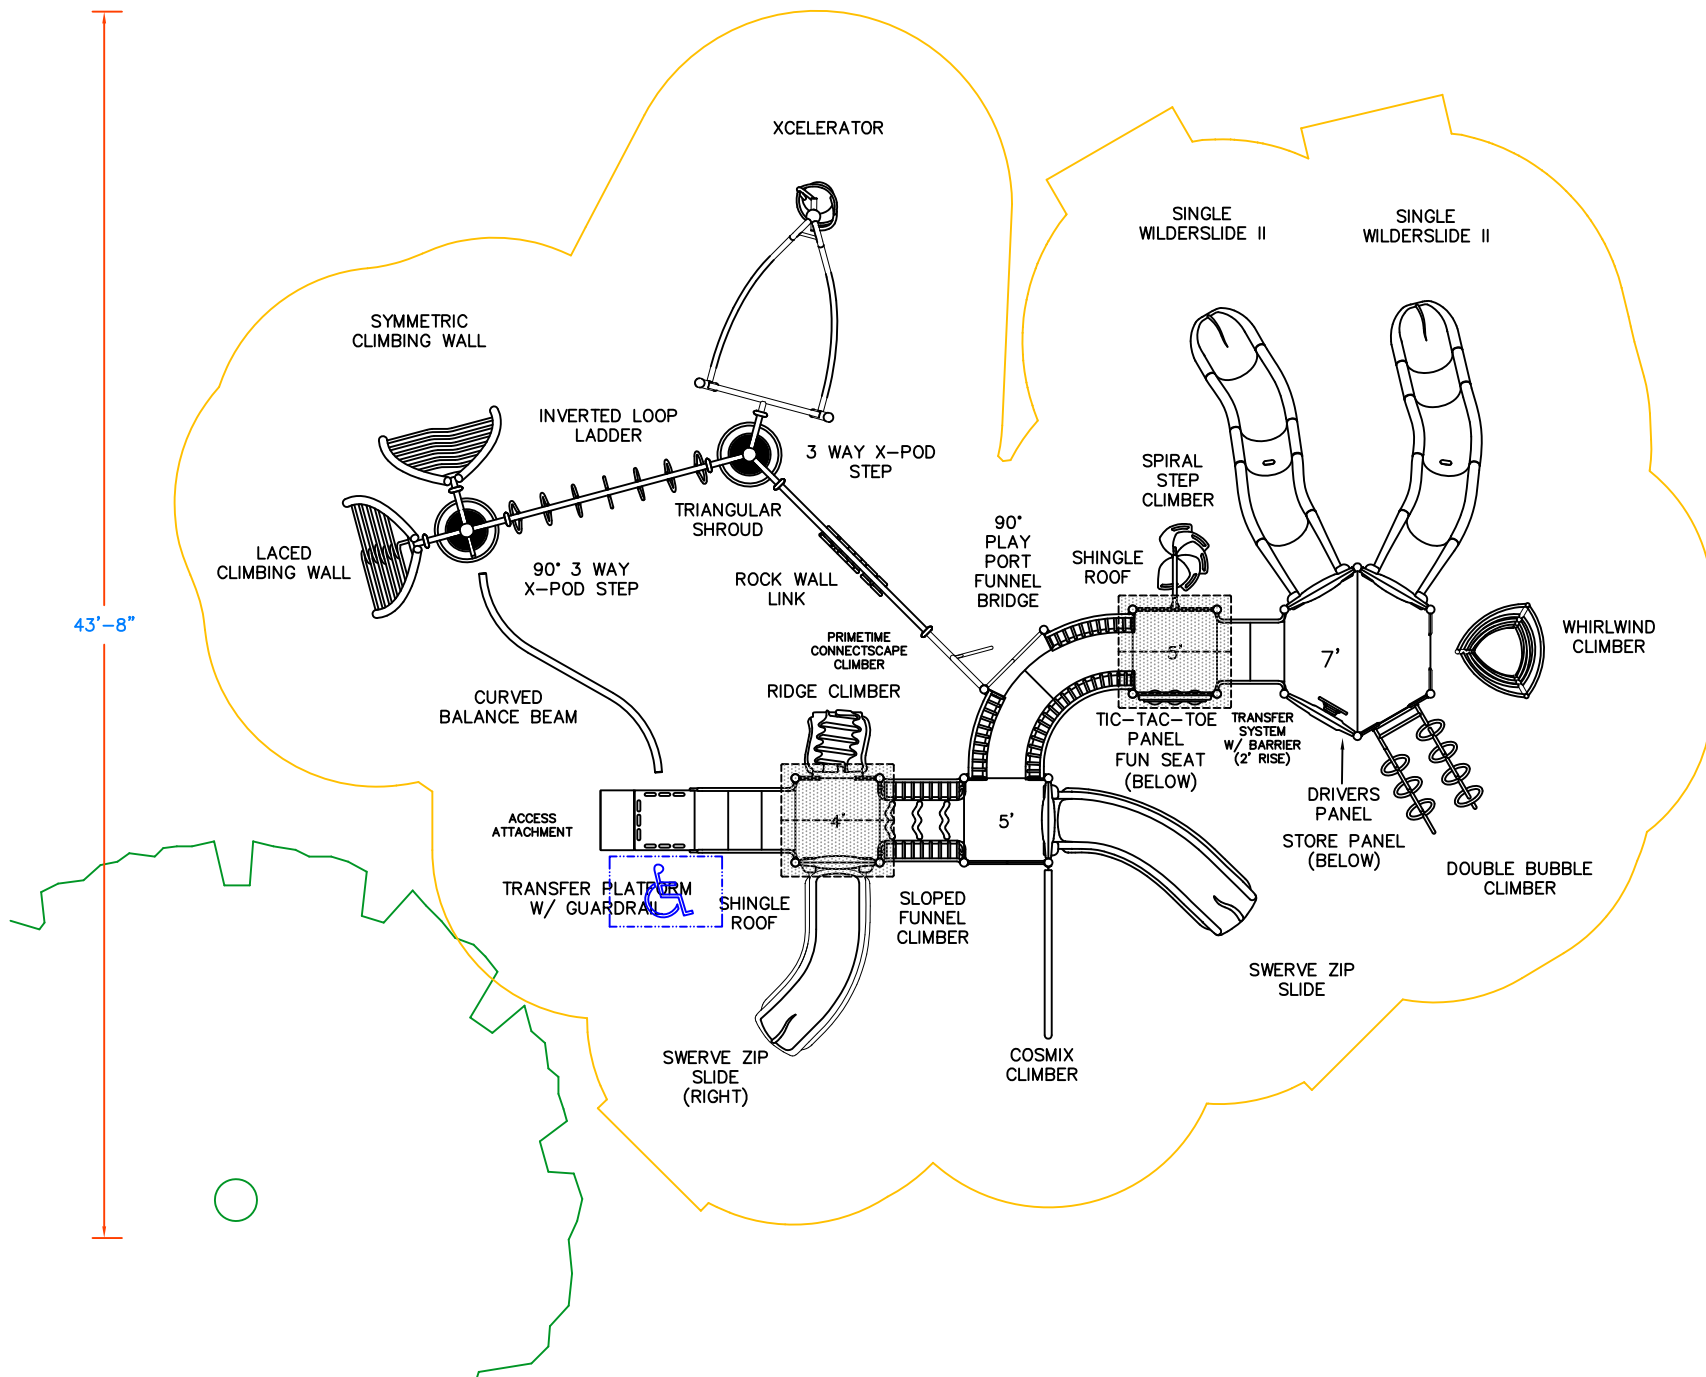 XCELERATOR
SINGLE
WILDERSLIDE II
SINGLE
WILDERSLIDE II
SYMMETRIC
CLIMBING WALL
INVERTED LOOP
LADDER
3 WAY X-POD
STEP
SPIRAL
STEP
CLIMBER
TRIANGULAR
SHROUD
90°
PLAY
PORT
FUNNEL
BRIDGE
SHINGLE
ROOF
LACED
CLIMBING WALL
90° 3 WAY
X-POD STEP
ROCK WALL
LINK
43'-8"
PRIMETIME
CONNECTSCAPE
CLIMBER
5'
7'
WHIRLWIND
CLIMBER
RIDGE CLIMBER
CURVED
BALANCE BEAM
TIC-TAC-TOE
PANEL
FUN SEAT
(BELOW)
TRANSFER
SYSTEM
W/ BARRIER
(2' RISE)
DRIVERS
PANEL
STORE PANEL
(BELOW)
ACCESS
ATTACHMENT
4'
5'
DOUBLE BUBBLE
CLIMBER
TRANSFER PLATFORM
W/ GUARDRAIL
SHINGLE
ROOF
SLOPED
FUNNEL
CLIMBER
SWERVE ZIP
SLIDE
SWERVE ZIP
SLIDE
(RIGHT)
COSMIX
CLIMBER